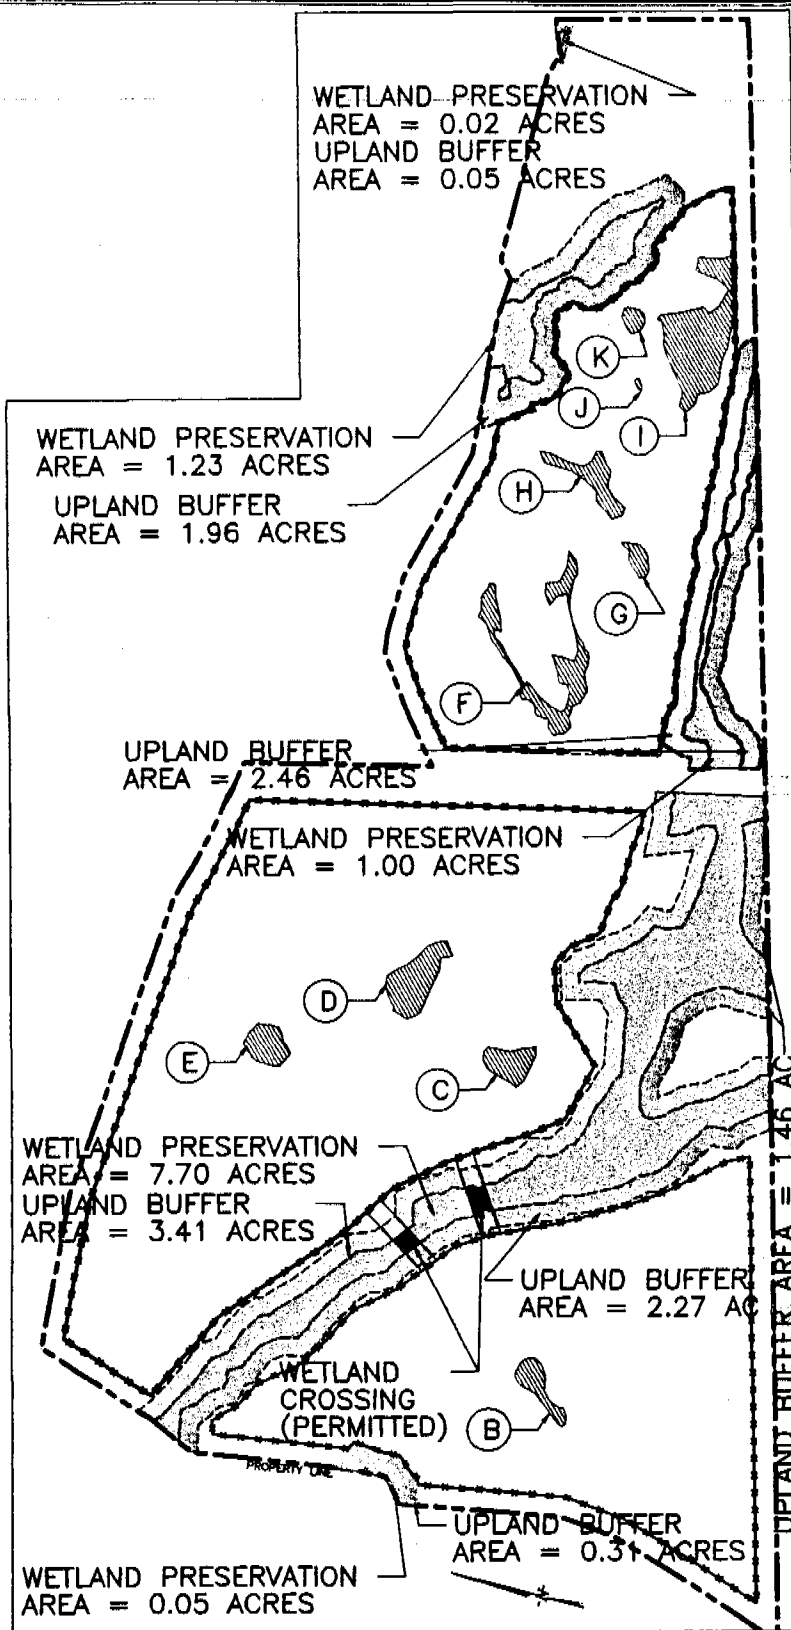 WETLAND PRESERVATION
AREA = 0.02 ACRES
UPLAND BUFFER
AREA = 0.05 ACRES
K
J
I
WETLAND PRESERVATION
AREA = 1.23 ACRES
UPLAND BUFFER
AREA = 1.96 ACRES
H
G
F
UPLAND BUFFER
AREA = 2.46 ACRES
WETLAND PRESERVATION
AREA = 1.00 ACRES
D
E
C
WETLAND PRESERVATION
AREA = 7.70 ACRES
UPLAND BUFFER
AREA = 3.41 ACRES
UPLAND BUFFER
AREA = 2.27 AC
UPLAND BUFFER AREA = 1.46 AC
WETLAND
CROSSING
(PERMITTED)
B
PROPERTY LINE
UPLAND BUFFER
AREA = 0.31 ACRES
WETLAND PRESERVATION
AREA = 0.05 ACRES